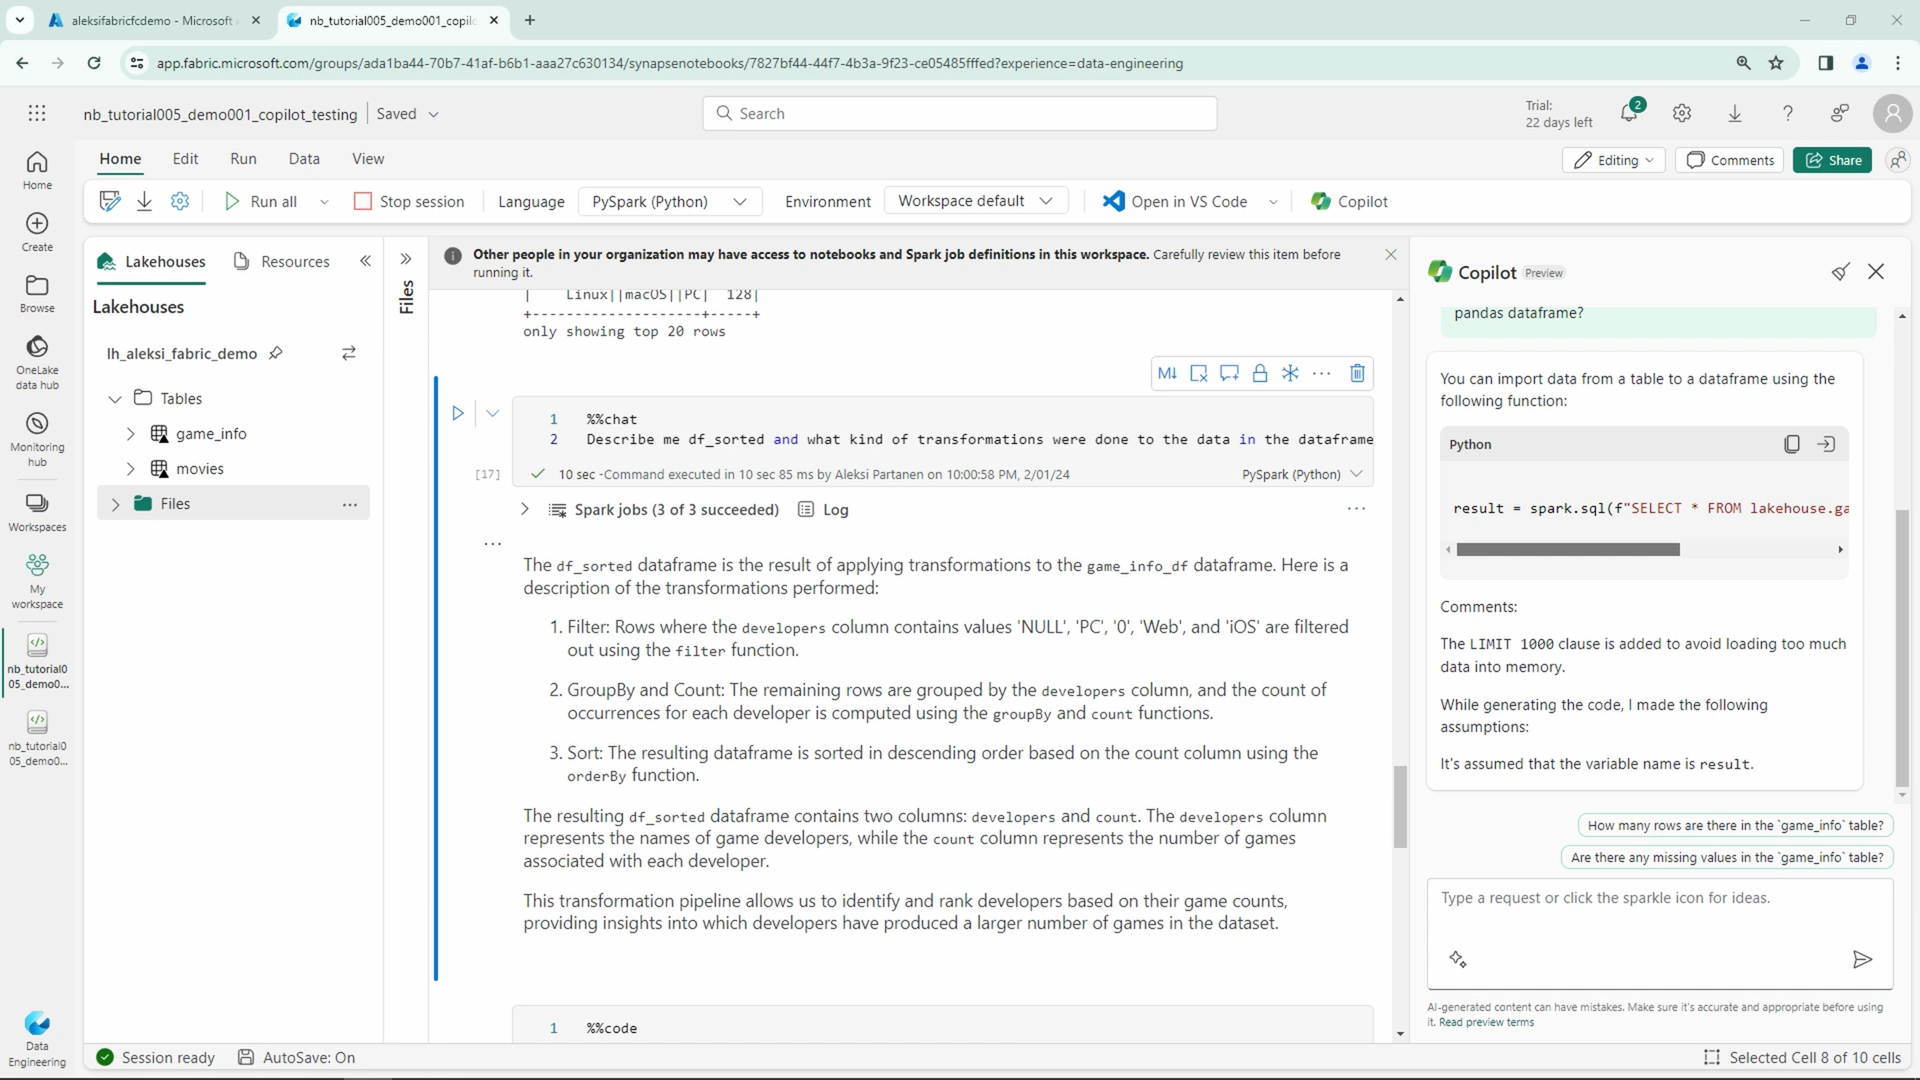 aleksifabricfcdemo - Microsoft
nb_tutorial005_demo001_copilo
app.fabric.microsoft.com/groups/ada1ba44-70b7-41af-b6b1-aaa27c630134/synapsenotebooks/7827bf44-44f7-4b3a-9f23-ce05485fffed?experience=data-engineering
nb_tutorial005_demo001_copilot_testing
Saved
Search
Trial:
22 days left
2
Home
Edit
Run
Data
View
Editing
Comments
Share
Run all
Stop session
Language
PySpark (Python)
Environment
Workspace default
Open in VS Code
Copilot
Home
Create
Browse
OneLake
data hub
Monitoring
hub
Workspaces
My
workspace
nb_tutorial0
05_demo0...
nb_tutorial0
05_demo0...
Data
Engineering
Lakehouses
Resources
Lakehouses
lh_aleksi_fabric_demo
Tables
game_info
movies
Files
Files
Other people in your organization may have access to notebooks and Spark job definitions in this workspace. Carefully review this item before
running it.
| Linux||macOS||PC| 128|
+-------------------+-----+
only showing top 20 rows
M↓
1 %%chat
2 Describe me df_sorted and what kind of transformations were done to the data in the dataframe
[17]
10 sec -Command executed in 10 sec 85 ms by Aleksi Partanen on 10:00:58 PM, 2/01/24
PySpark (Python)
Spark jobs (3 of 3 succeeded)
Log
The df_sorted dataframe is the result of applying transformations to the game_info_df dataframe. Here is a
description of the transformations performed:
1. Filter: Rows where the developers column contains values 'NULL', 'PC', '0', 'Web', and 'iOS' are filtered
out using the filter function.
2. GroupBy and Count: The remaining rows are grouped by the developers column, and the count of
occurrences for each developer is computed using the groupBy and count functions.
3. Sort: The resulting dataframe is sorted in descending order based on the count column using the
orderBy function.
The resulting df_sorted dataframe contains two columns: developers and count. The developers column
represents the names of game developers, while the count column represents the number of games
associated with each developer.
This transformation pipeline allows us to identify and rank developers based on their game counts,
providing insights into which developers have produced a larger number of games in the dataset.
1 %%code
Copilot Preview
pandas dataframe?
You can import data from a table to a dataframe using the
following function:
Python
result = spark.sql(f"SELECT * FROM lakehouse.ga
Comments:
The LIMIT 1000 clause is added to avoid loading too much
data into memory.
While generating the code, I made the following
assumptions:
It's assumed that the variable name is result.
How many rows are there in the `game_info` table?
Are there any missing values in the `game_info` table?
Type a request or click the sparkle icon for ideas.
AI-generated content can have mistakes. Make sure it's accurate and appropriate before using
it. Read preview terms
Session ready
AutoSave: On
Selected Cell 8 of 10 cells